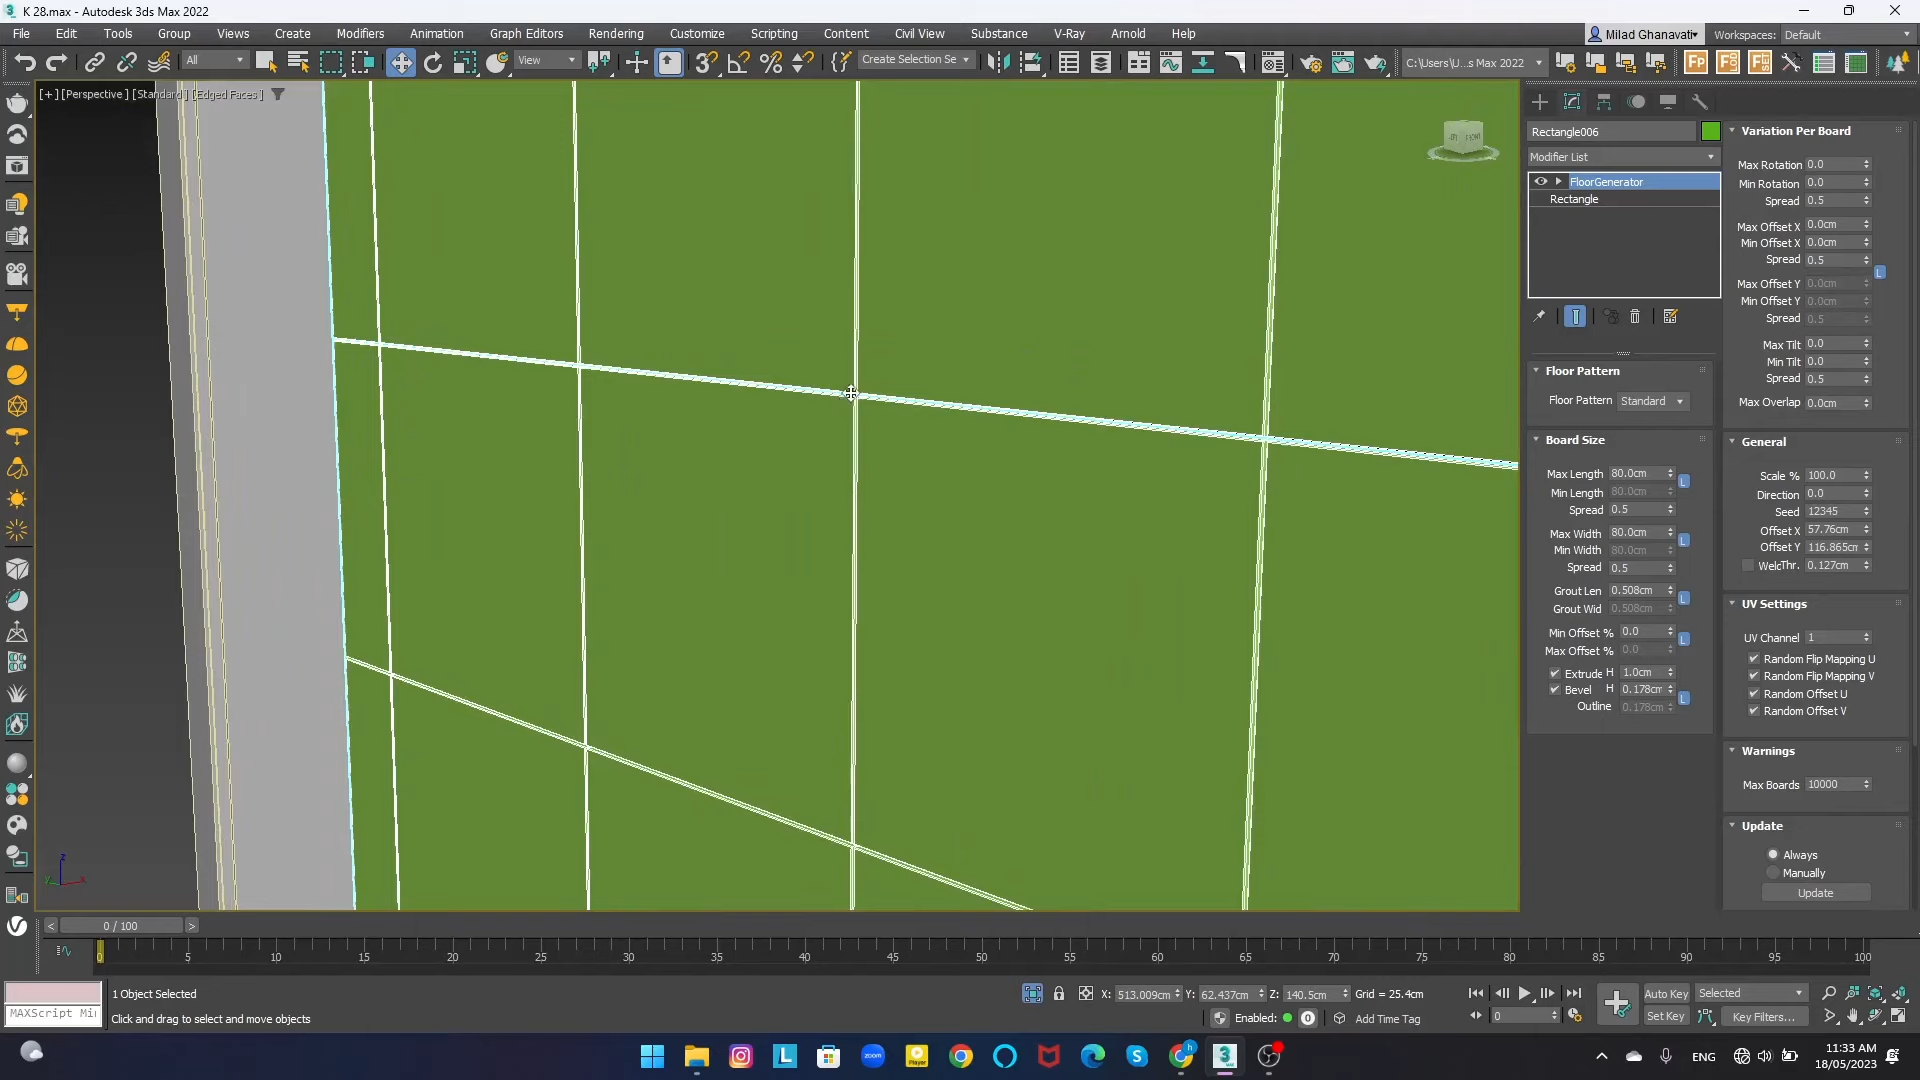 K 28.max - Autodesk 3ds Max 2022
File Edit Tools Group Views Create Modifiers Animation Graph Editors Rendering Customize Scripting Content Civil View Substance V-Ray Arnold Help
Milad Ghanavati Workspaces: Default
All View Create Selection Se C:\Users\U...s Max 2022
[+] [Perspective ] [Standard ] [Edged Faces ]
Rectangle006
Modifier List
FloorGenerator
Rectangle
Floor Pattern
Floor Pattern Standard
Board Size
Max Length 80.0cm
Min Length 80.0cm
Spread 0.5
Max Width 80.0cm
Min Width 80.0cm
Spread 0.5
Grout Len 0.508cm
Grout Wid 0.508cm
Min Offset % 0.0
Max Offset % 0.0
Extrude H 1.0cm
Bevel H 0.178cm
Outline 0.178cm
L
L
L
L
L
Variation Per Board
Max Rotation 0.0
Min Rotation 0.0
Spread 0.5
Max Offset X 0.0cm
Min Offset X 0.0cm
Spread 0.5
L
Max Offset Y 0.0cm
Min Offset Y 0.0cm
Spread 0.5
Max Tilt 0.0
Min Tilt 0.0
Spread 0.5
Max Overlap 0.0cm
General
Scale % 100.0
Direction 0.0
Seed 12345
Offset X 57.76cm
Offset Y 116.865cm
Weld Thr. 0.127cm
UV Settings
UV Channel 1
Random Flip Mapping U
Random Flip Mapping V
Random Offset U
Random Offset V
Warnings
Max Boards 10000
Update
Always
Manually
Update
z
y x
< 0 / 100 >
0 5 10 15 20 25 30 35 40 45 50 55 60 65 70 75 80 85 90 95 100
1 Object Selected
X: 513.009cm Y: 62.437cm Z: 140.5cm Grid = 25.4cm
Auto Key Selected
MAXScript Mi
Click and drag to select and move objects
Enabled: 0 Add Time Tag
0
Set Key Key Filters...
zoom
Player
ENG
11:33 AM
18/05/2023